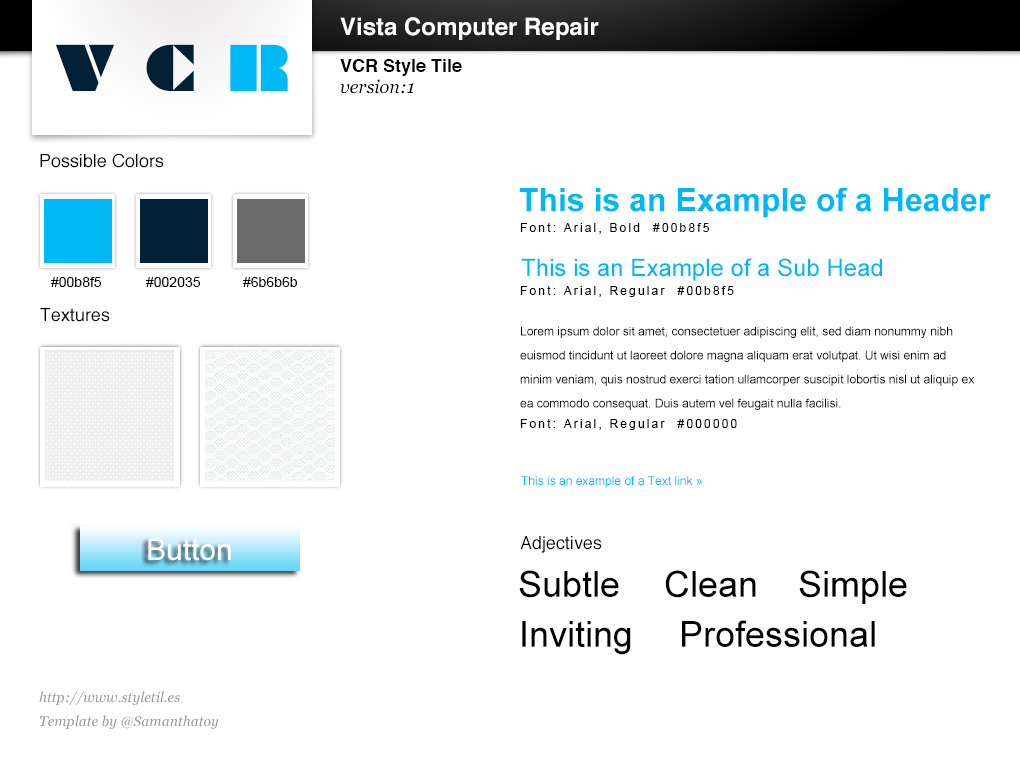 Vista Computer Repair
VCR
VCR Style Tile
version:1
Possible Colors
#00b8f5 #002035 #6b6b6b
Textures
Button
This is an Example of a Header
Font: Arial, Bold #00b8f5
This is an Example of a Sub Head
Font: Arial, Regular #00b8f5
Lorem ipsum dolor sit amet, consectetuer adipiscing elit, sed diam nonummy nibh
euismod tincidunt ut laoreet dolore magna aliquam erat volutpat. Ut wisi enim ad
minim veniam, quis nostrud exerci tation ullamcorper suscipit lobortis nisl ut aliquip ex
ea commodo consequat. Duis autem vel feugait nulla facilisi.
Font: Arial, Regular #000000
This is an example of a Text link »
Adjectives
Subtle Clean Simple
Inviting Professional
http://www.styletil.es
Template by @Samanthatoy